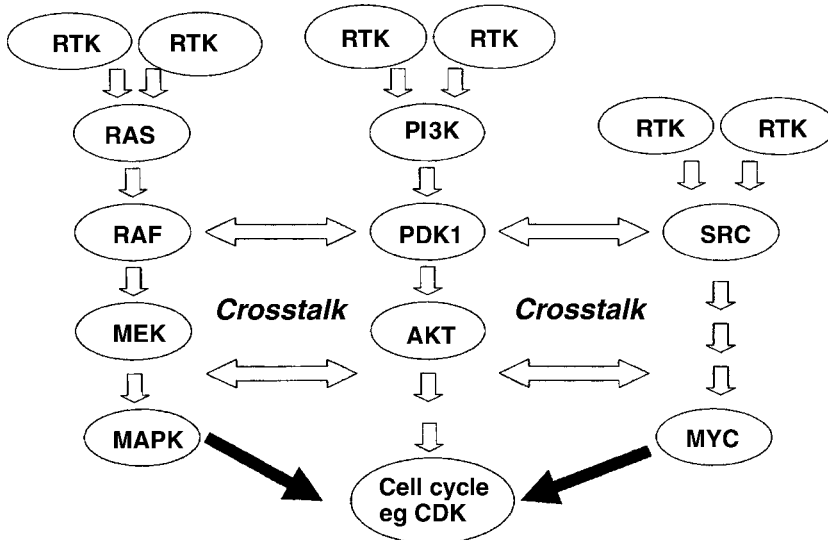 RTK
RTK
RTK
RTK
RAS
PI3K
RTK
RTK
RAF
PDK1
SRC
Crosstalk
Crosstalk
MEK
AKT
MAPK
MYC
Cell cycle
eg CDK